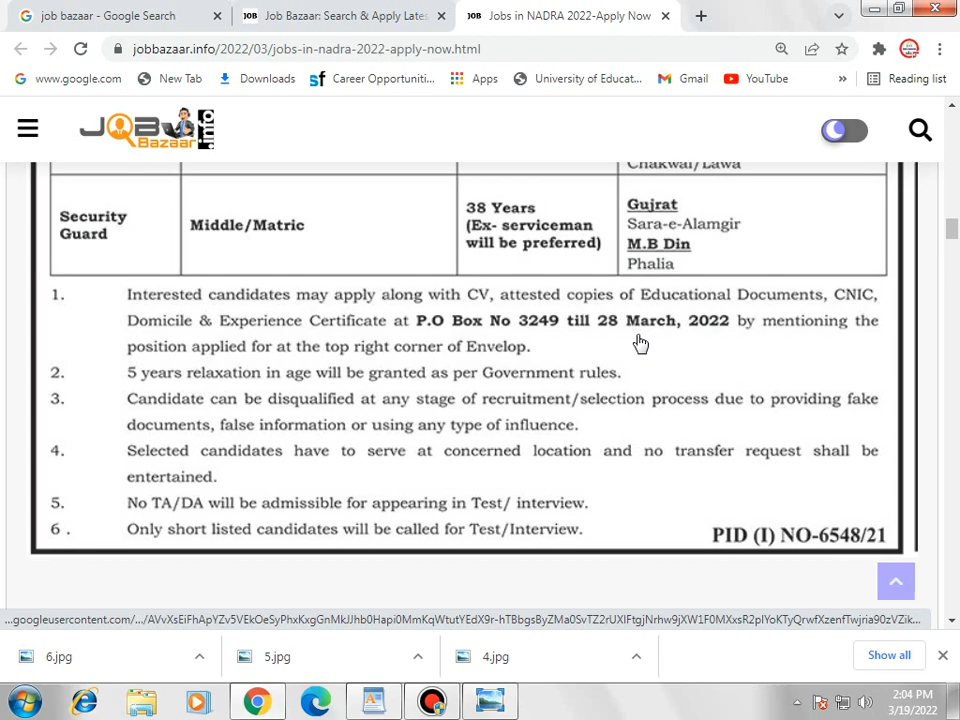 job bazaar - Google Search
JOB Job Bazaar: Search & Apply Lates
JOB Jobs in NADRA 2022-Apply Now
jobbazaar.info/2022/03/jobs-in-nadra-2022-apply-now.html
www.google.com New Tab Downloads Career Opportuniti... Apps University of Educat... Gmail YouTube » Reading list
JOB Bazaar info
Chakwal/Lawa
Security Guard
Middle/Matric
38 Years
(Ex- serviceman
will be preferred)
Gujrat
Sara-e-Alamgir
M.B Din
Phalia
1. Interested candidates may apply along with CV, attested copies of Educational Documents, CNIC,
Domicile & Experience Certificate at P.O Box No 3249 till 28 March, 2022 by mentioning the
position applied for at the top right corner of Envelop.
2. 5 years relaxation in age will be granted as per Government rules.
3. Candidate can be disqualified at any stage of recruitment/selection process due to providing fake
documents, false information or using any type of influence.
4. Selected candidates have to serve at concerned location and no transfer request shall be
entertained.
5. No TA/DA will be admissible for appearing in Test/ interview.
6 . Only short listed candidates will be called for Test/Interview.
PID (I) NO-6548/21
6.jpg
5.jpg
4.jpg
Show all
2:04 PM
3/19/2022